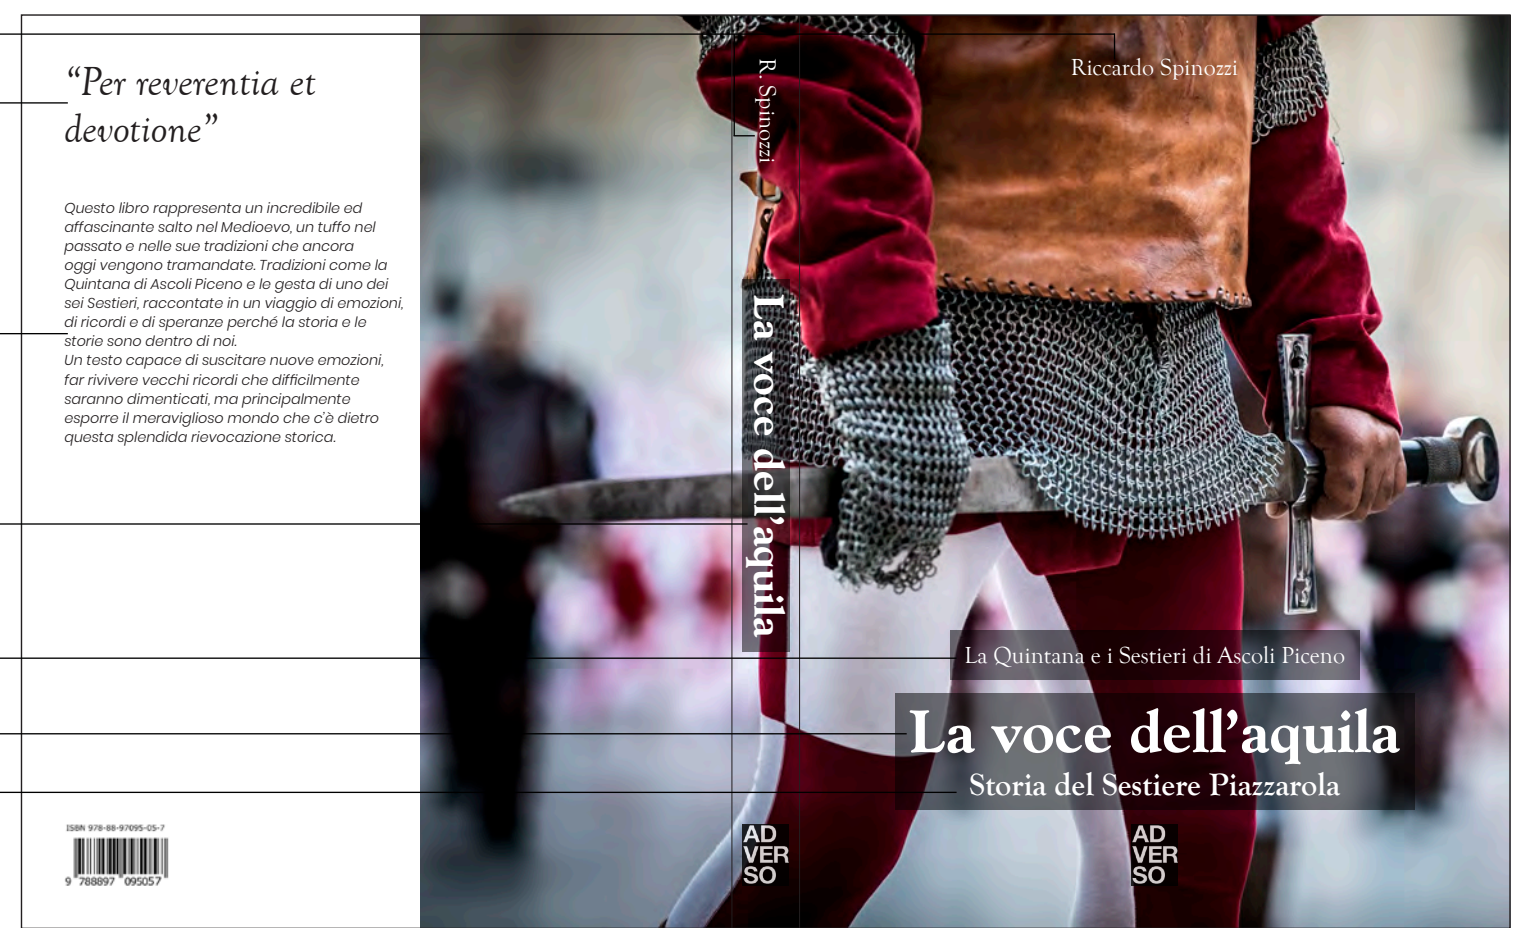 “Per reverentia et
devotione”
Questo libro rappresenta un incredibile ed
affascinante salto nel Medioevo, un tuffo nel
passato e nelle sue tradizioni che ancora
oggi vengono tramandate. Tradizioni come la
Quintana di Ascoli Piceno e le gesta di uno dei
sei Sestieri, raccontate in un viaggio di emozioni,
di ricordi e di speranze perché la storia e le
storie sono dentro di noi.
Un testo capace di suscitare nuove emozioni,
far rivivere vecchi ricordi che difficilmente
saranno dimenticati, ma principalmente
esporre il meraviglioso mondo che c’è dietro
questa splendida rievocazione storica.
ISBN 978-88-97095-05-7
9 788897 095057
R. Spinozzi
La voce dell’aquila
AD
VER
SO
Riccardo Spinozzi
La Quintana e i Sestieri di Ascoli Piceno
La voce dell’aquila
Storia del Sestiere Piazzarola
AD
VER
SO